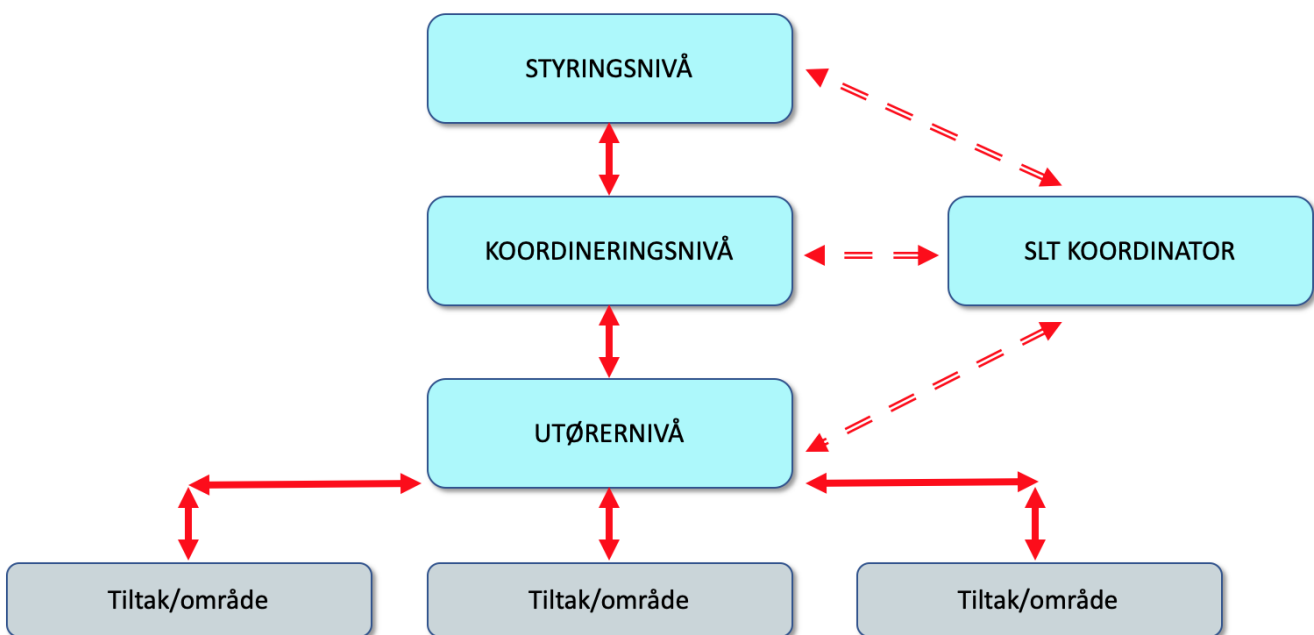 STYRINGSNIVÅ
KOORDINERINGSNIVÅ
SLT KOORDINATOR
UTØRERNIVÅ
Tiltak/område
Tiltak/område
Tiltak/område